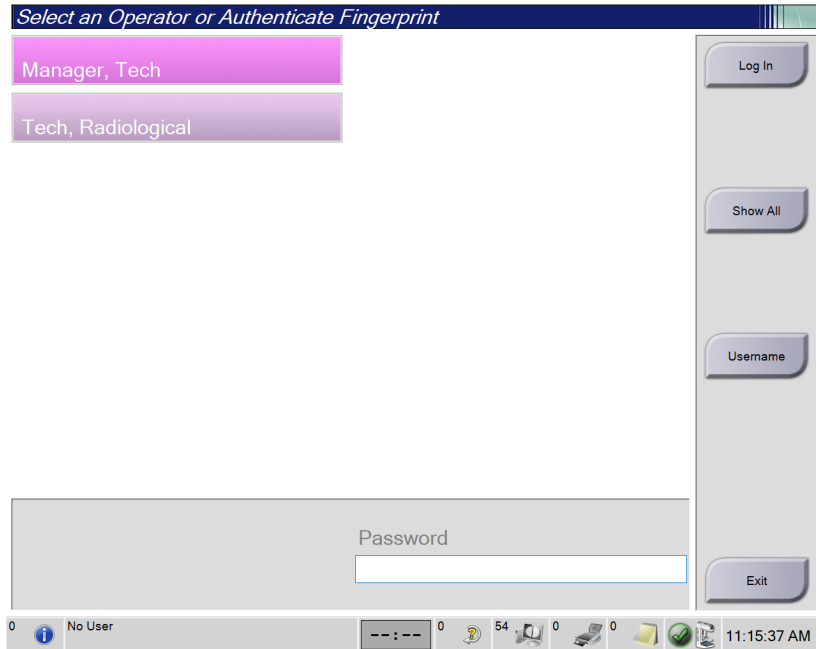 Select an Operator or Authenticate Fingerprint
Manager, Tech
Tech, Radiological
Log In
Show All
Username
Password
Exit
0
No User
--:--
0
54
0
0
11:15:37 AM